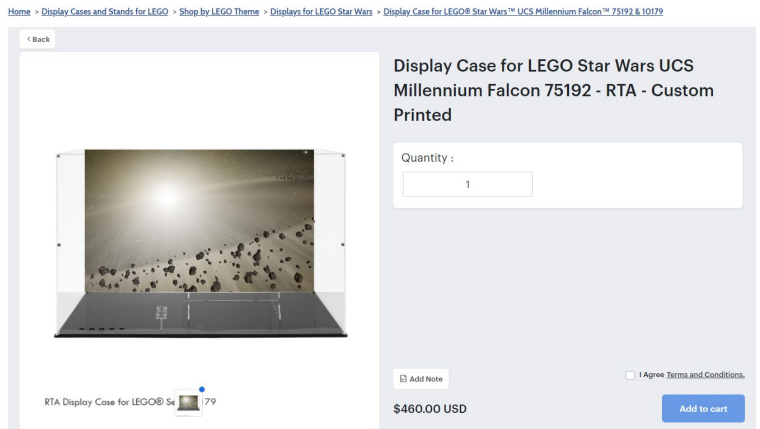 Home > Display Cases and Stands for LEGO > Shop by LEGO Theme > Displays for LEGO Star Wars > Display Case for LEGO® Star Wars™ UCS Millennium Falcon™ 75192 & 10179
< Back
Display Case for LEGO Star Wars UCS
Millennium Falcon 75192 - RTA - Custom
Printed
Quantity :
1
Add Note
I Agree Terms and Conditions.
RTA Display Case for LEGO® Se 79
$460.00 USD
Add to cart